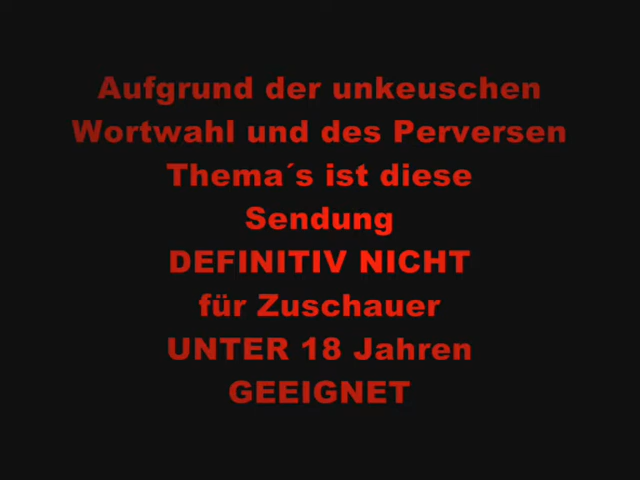 Aufgrund der unkeuschen
Wortwahl und des Perversen
Thema´s ist diese
Sendung
DEFINITIV NICHT
für Zuschauer
UNTER 18 Jahren
GEEIGNET